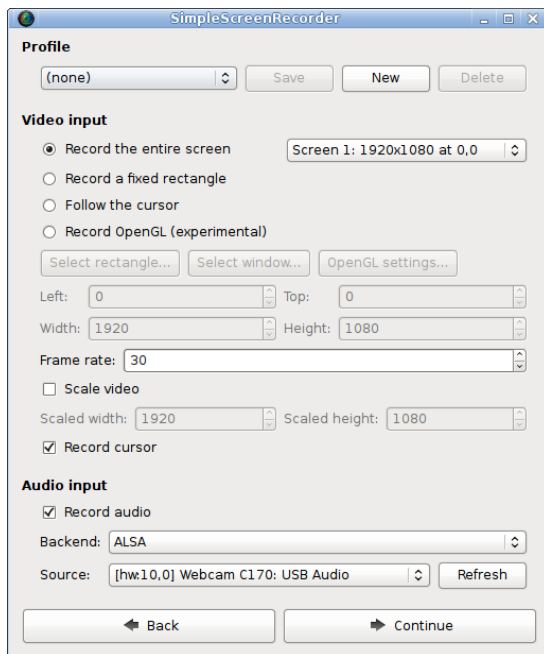 SimpleScreenRecorder
Profile
(none) Save New Delete
Video input
Record the entire screen Screen 1: 1920x1080 at 0,0
Record a fixed rectangle
Follow the cursor
Record OpenGL (experimental)
Select rectangle... Select window... OpenGL settings...
Left: 0 Top: 0
Width: 1920 Height: 1080
Frame rate: 30
Scale video
Scaled width: 1920 Scaled height: 1080
Record cursor
Audio input
Record audio
Backend: ALSA
Source: [hw:10,0] Webcam C170: USB Audio Refresh
Back Continue